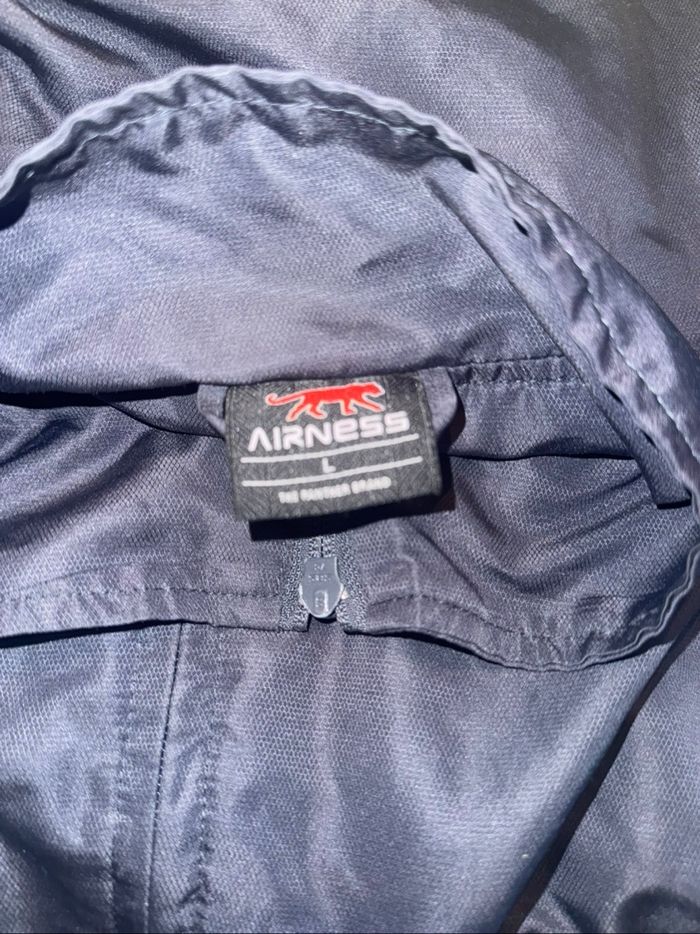 AIRNESS
L
THE PANTHER BRAND